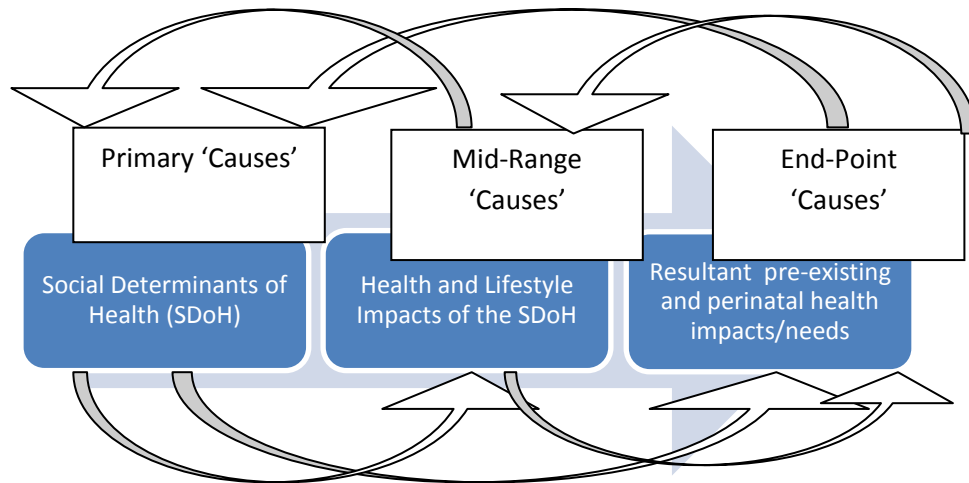 Primary ‘Causes’
Mid-Range
‘Causes’
End-Point
‘Causes’
Social Determinants of
Health (SDoH)
Health and Lifestyle
Impacts of the SDoH
Resultant pre-existing
and perinatal health
impacts/needs